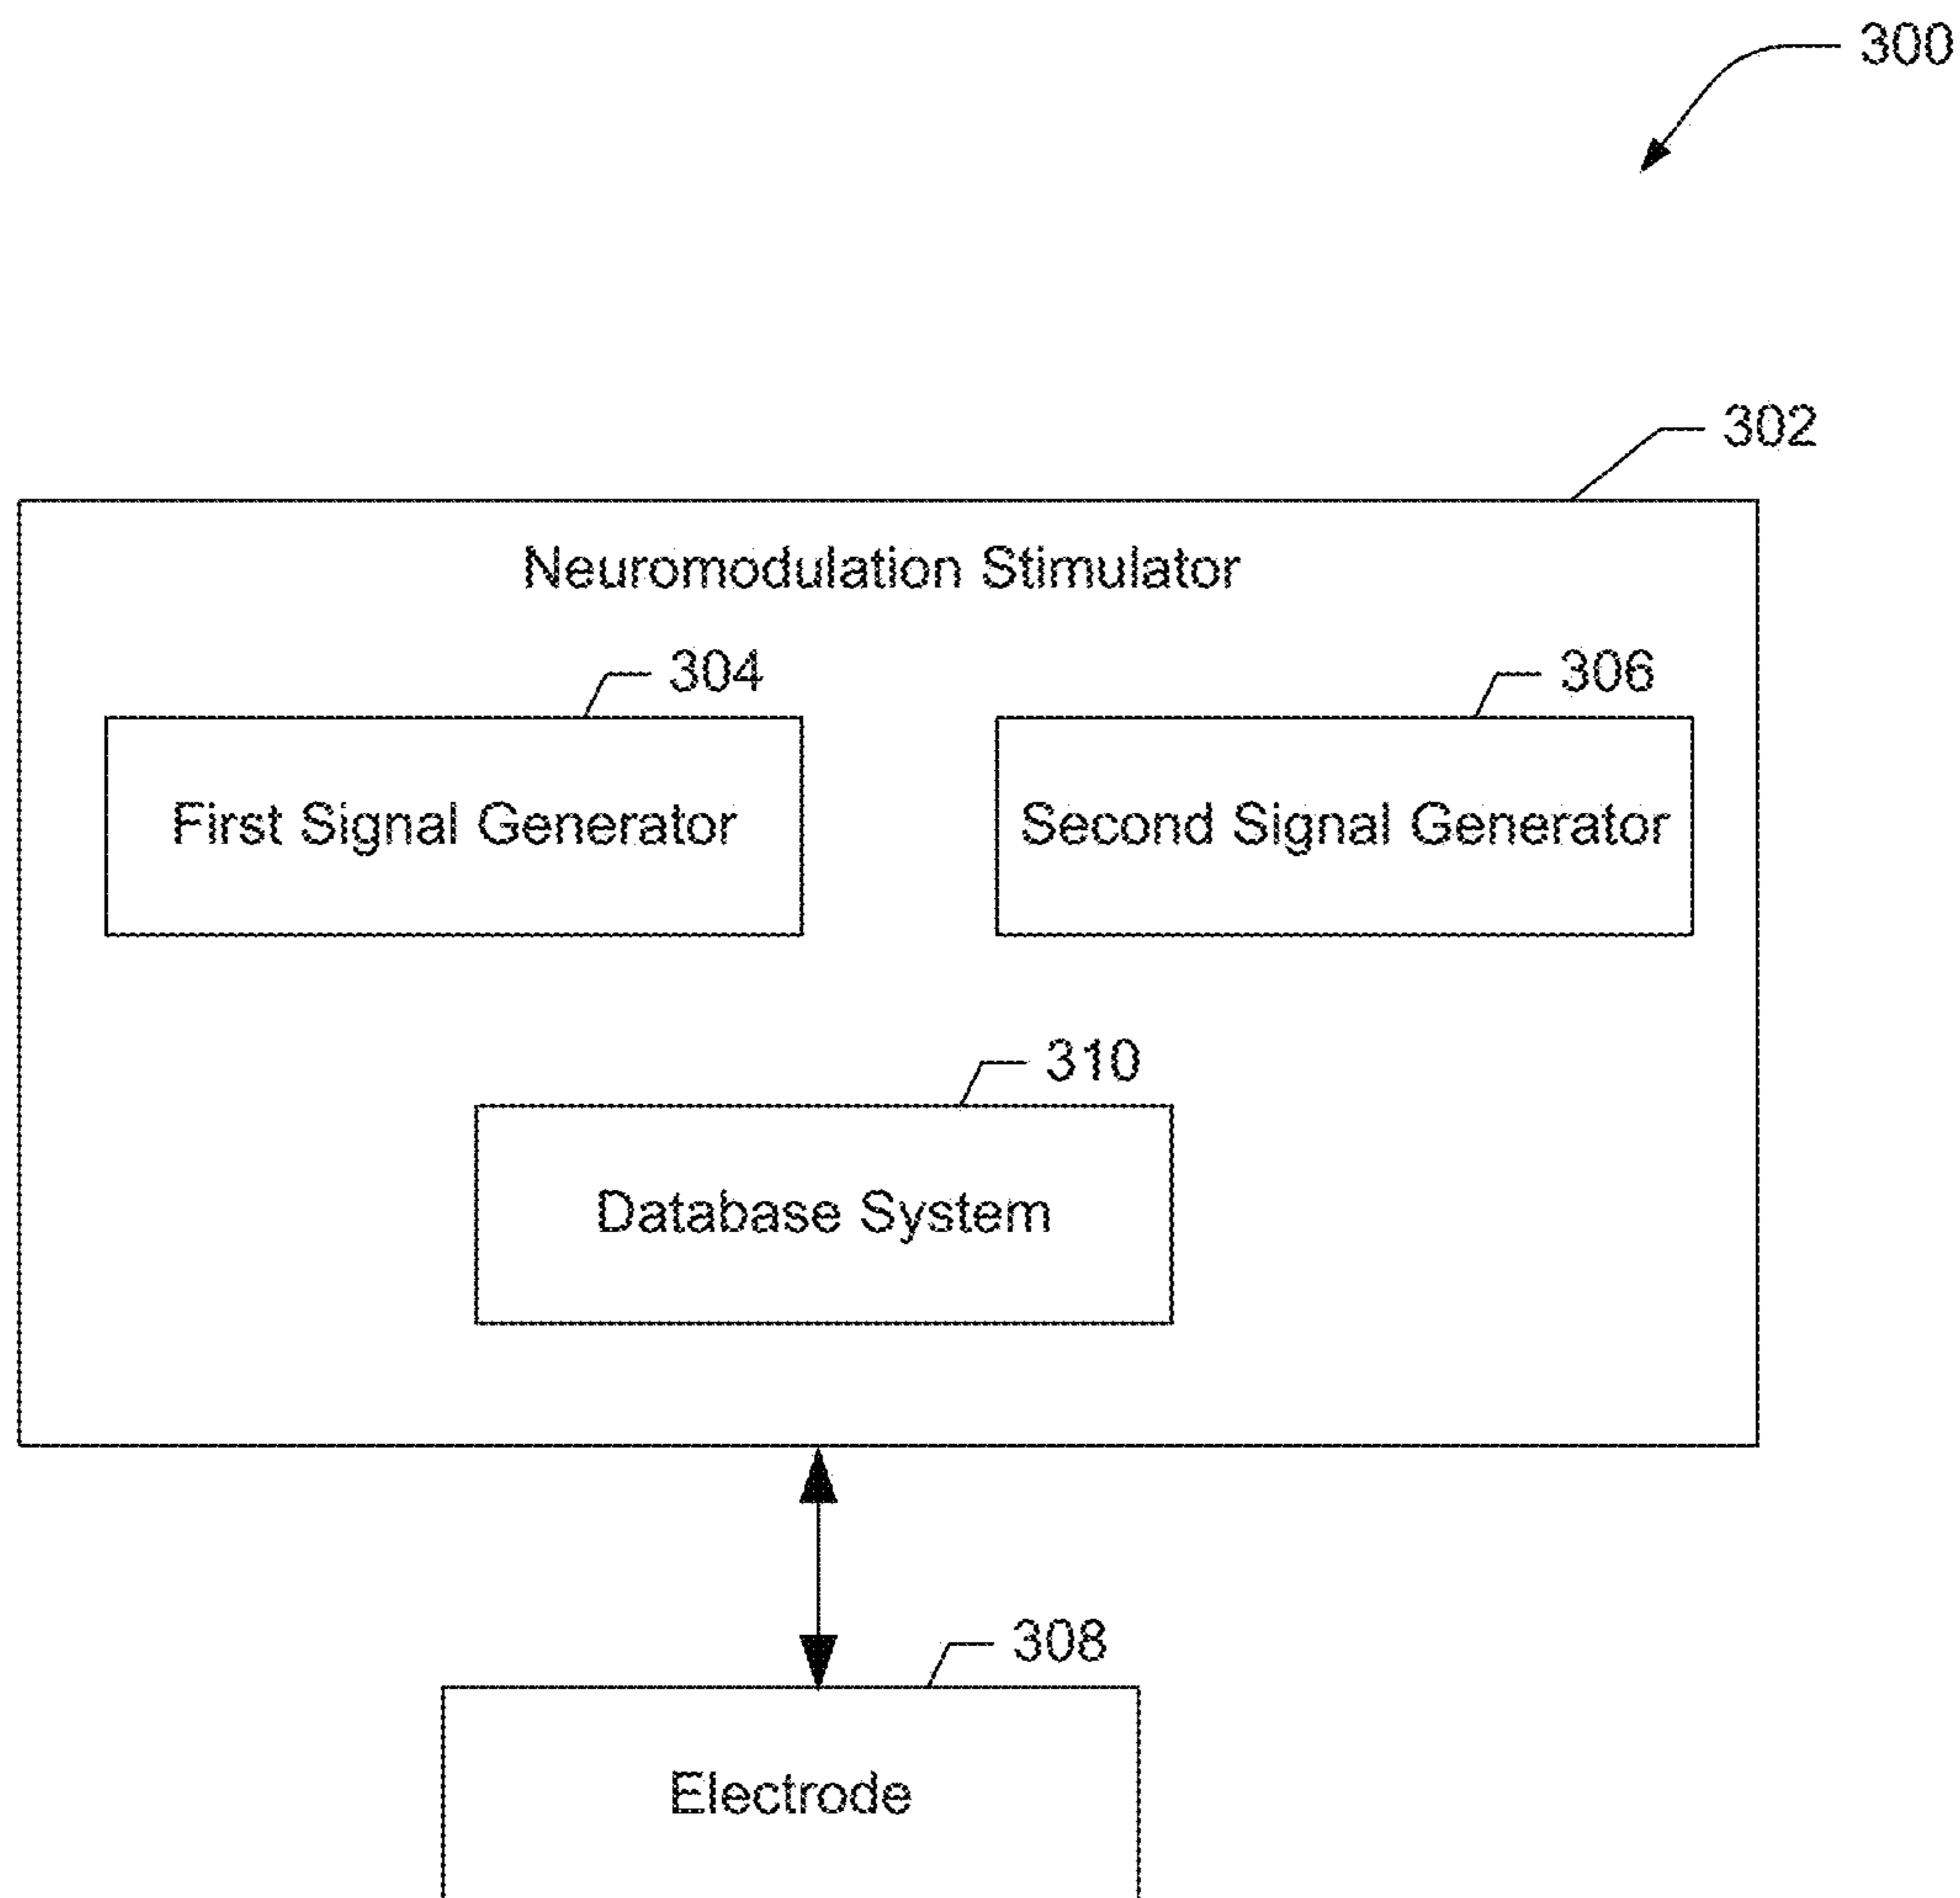 300
302
Neuromodulation Stimulator
304
306
First Signal Generator
Second Signal Generator
310
Database System
308
Electrode